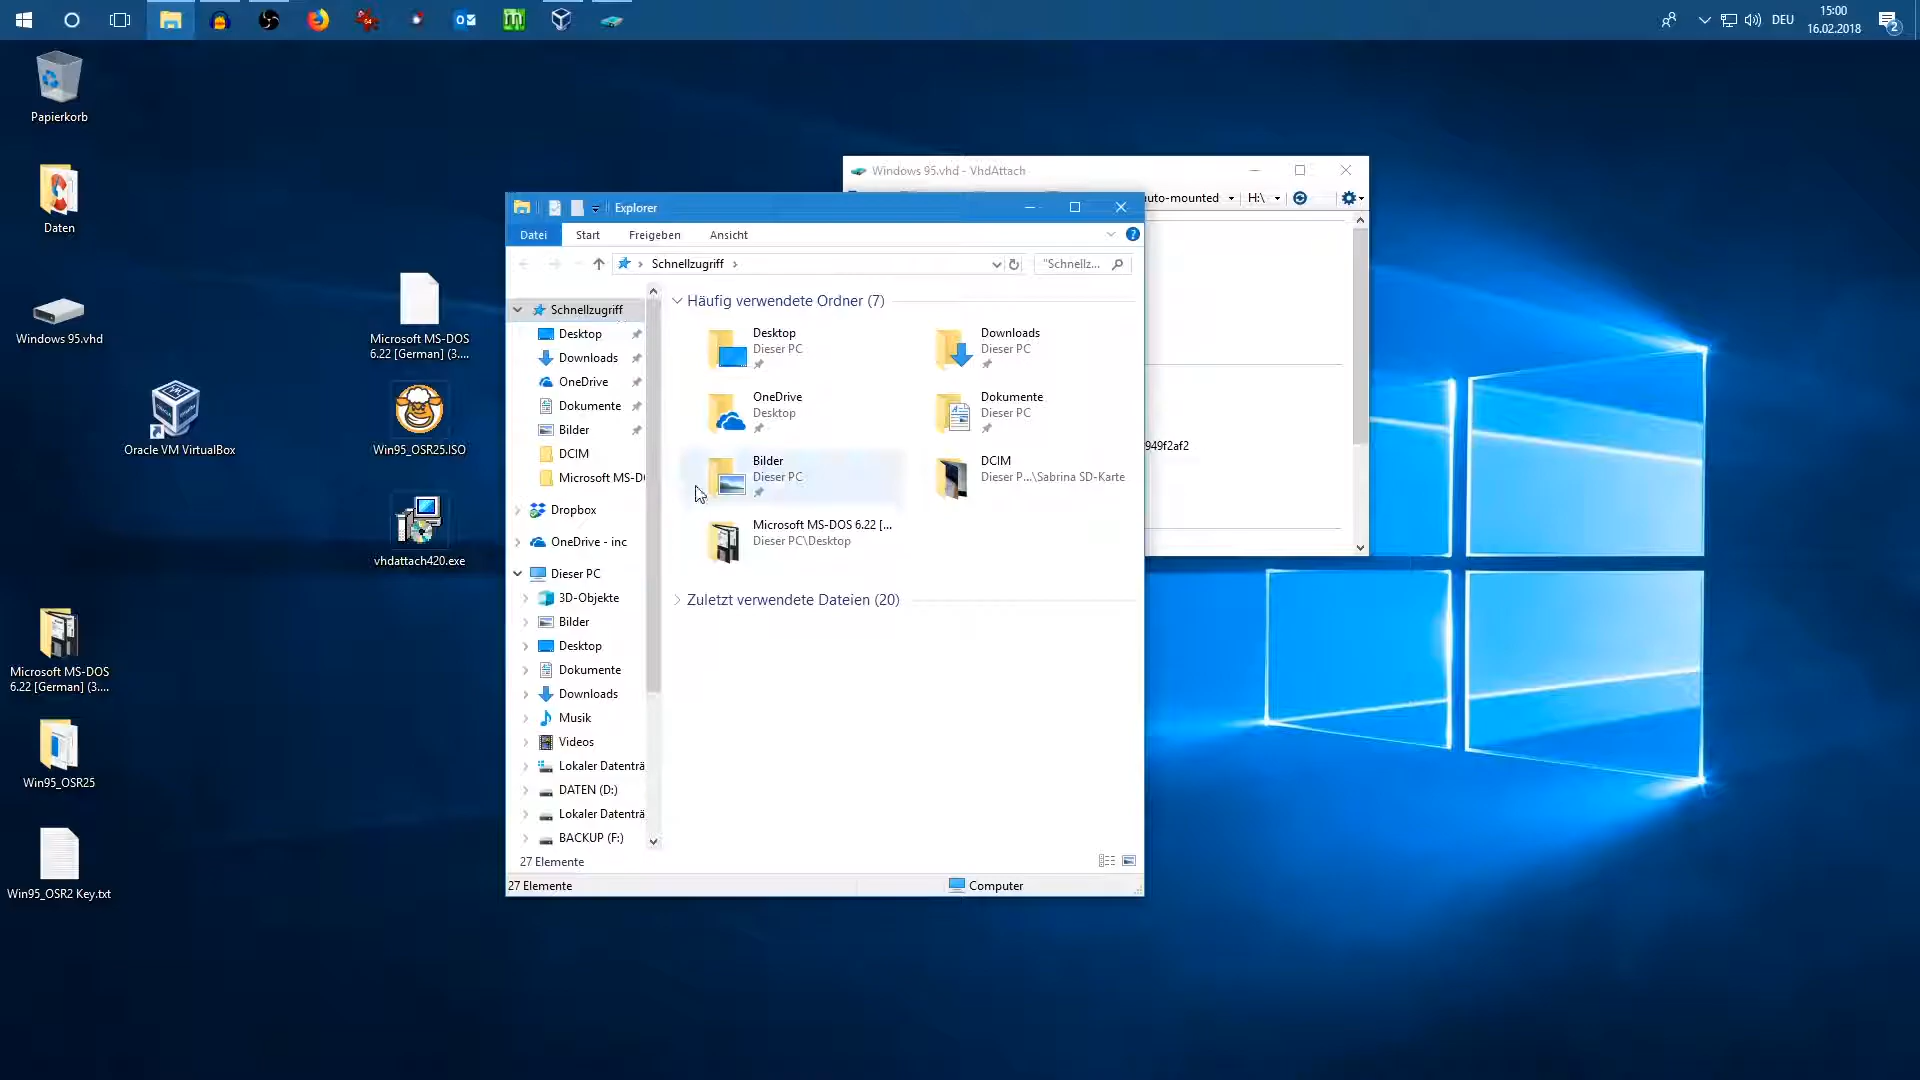 DEU
15:00
16.02.2018
2
Papierkorb
Daten
Windows 95.vhd
Oracle VM VirtualBox
Microsoft MS-DOS
6.22 [German] (3....
Win95_OSR25.ISO
vhdattach420.exe
Microsoft MS-DOS
6.22 [German] (3....
Win95_OSR25
Win95_OSR2 Key.txt
Windows 95.vhd - VhdAttach
uto-mounted
H:\
949f2af2
Explorer
Datei
Start
Freigeben
Ansicht
Schnellzugriff
"Schnellz...
Schnellzugriff
Desktop
Downloads
OneDrive
Dokumente
Bilder
DCIM
Microsoft MS-D
Dropbox
OneDrive - inc
Dieser PC
3D-Objekte
Bilder
Desktop
Dokumente
Downloads
Musik
Videos
Lokaler Datenträ
DATEN (D:)
Lokaler Datenträ
BACKUP (F:)
Häufig verwendete Ordner (7)
Desktop
Dieser PC
Downloads
Dieser PC
OneDrive
Desktop
Dokumente
Dieser PC
Bilder
Dieser PC
DCIM
Dieser P...\Sabrina SD-Karte
Microsoft MS-DOS 6.22 [...
Dieser PC\Desktop
Zuletzt verwendete Dateien (20)
27 Elemente
27 Elemente
Computer